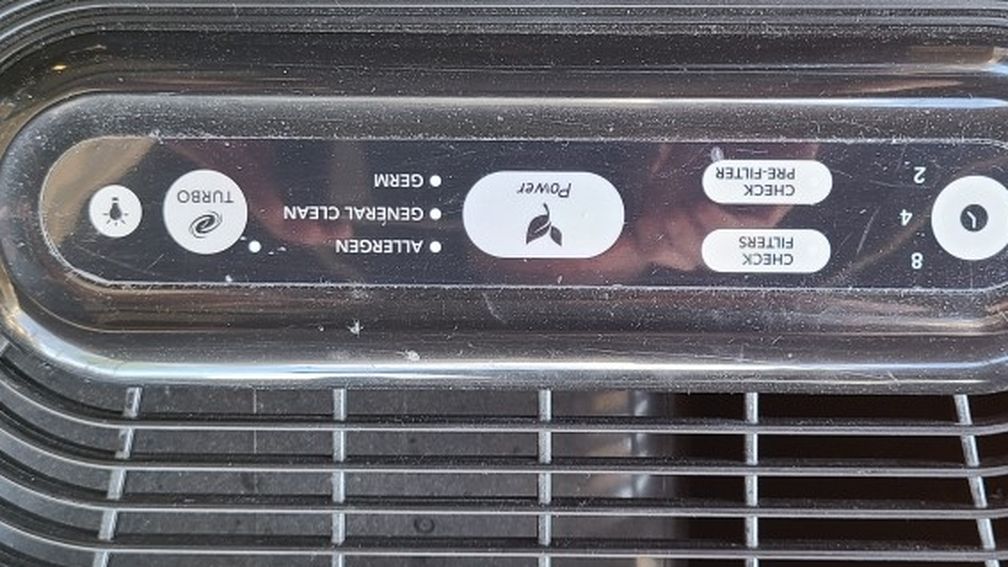 8
4
2
CHECK
FILTERS
CHECK
PRE-FILTER
Power
ALLERGEN
GENERAL CLEAN
GERM
TURBO